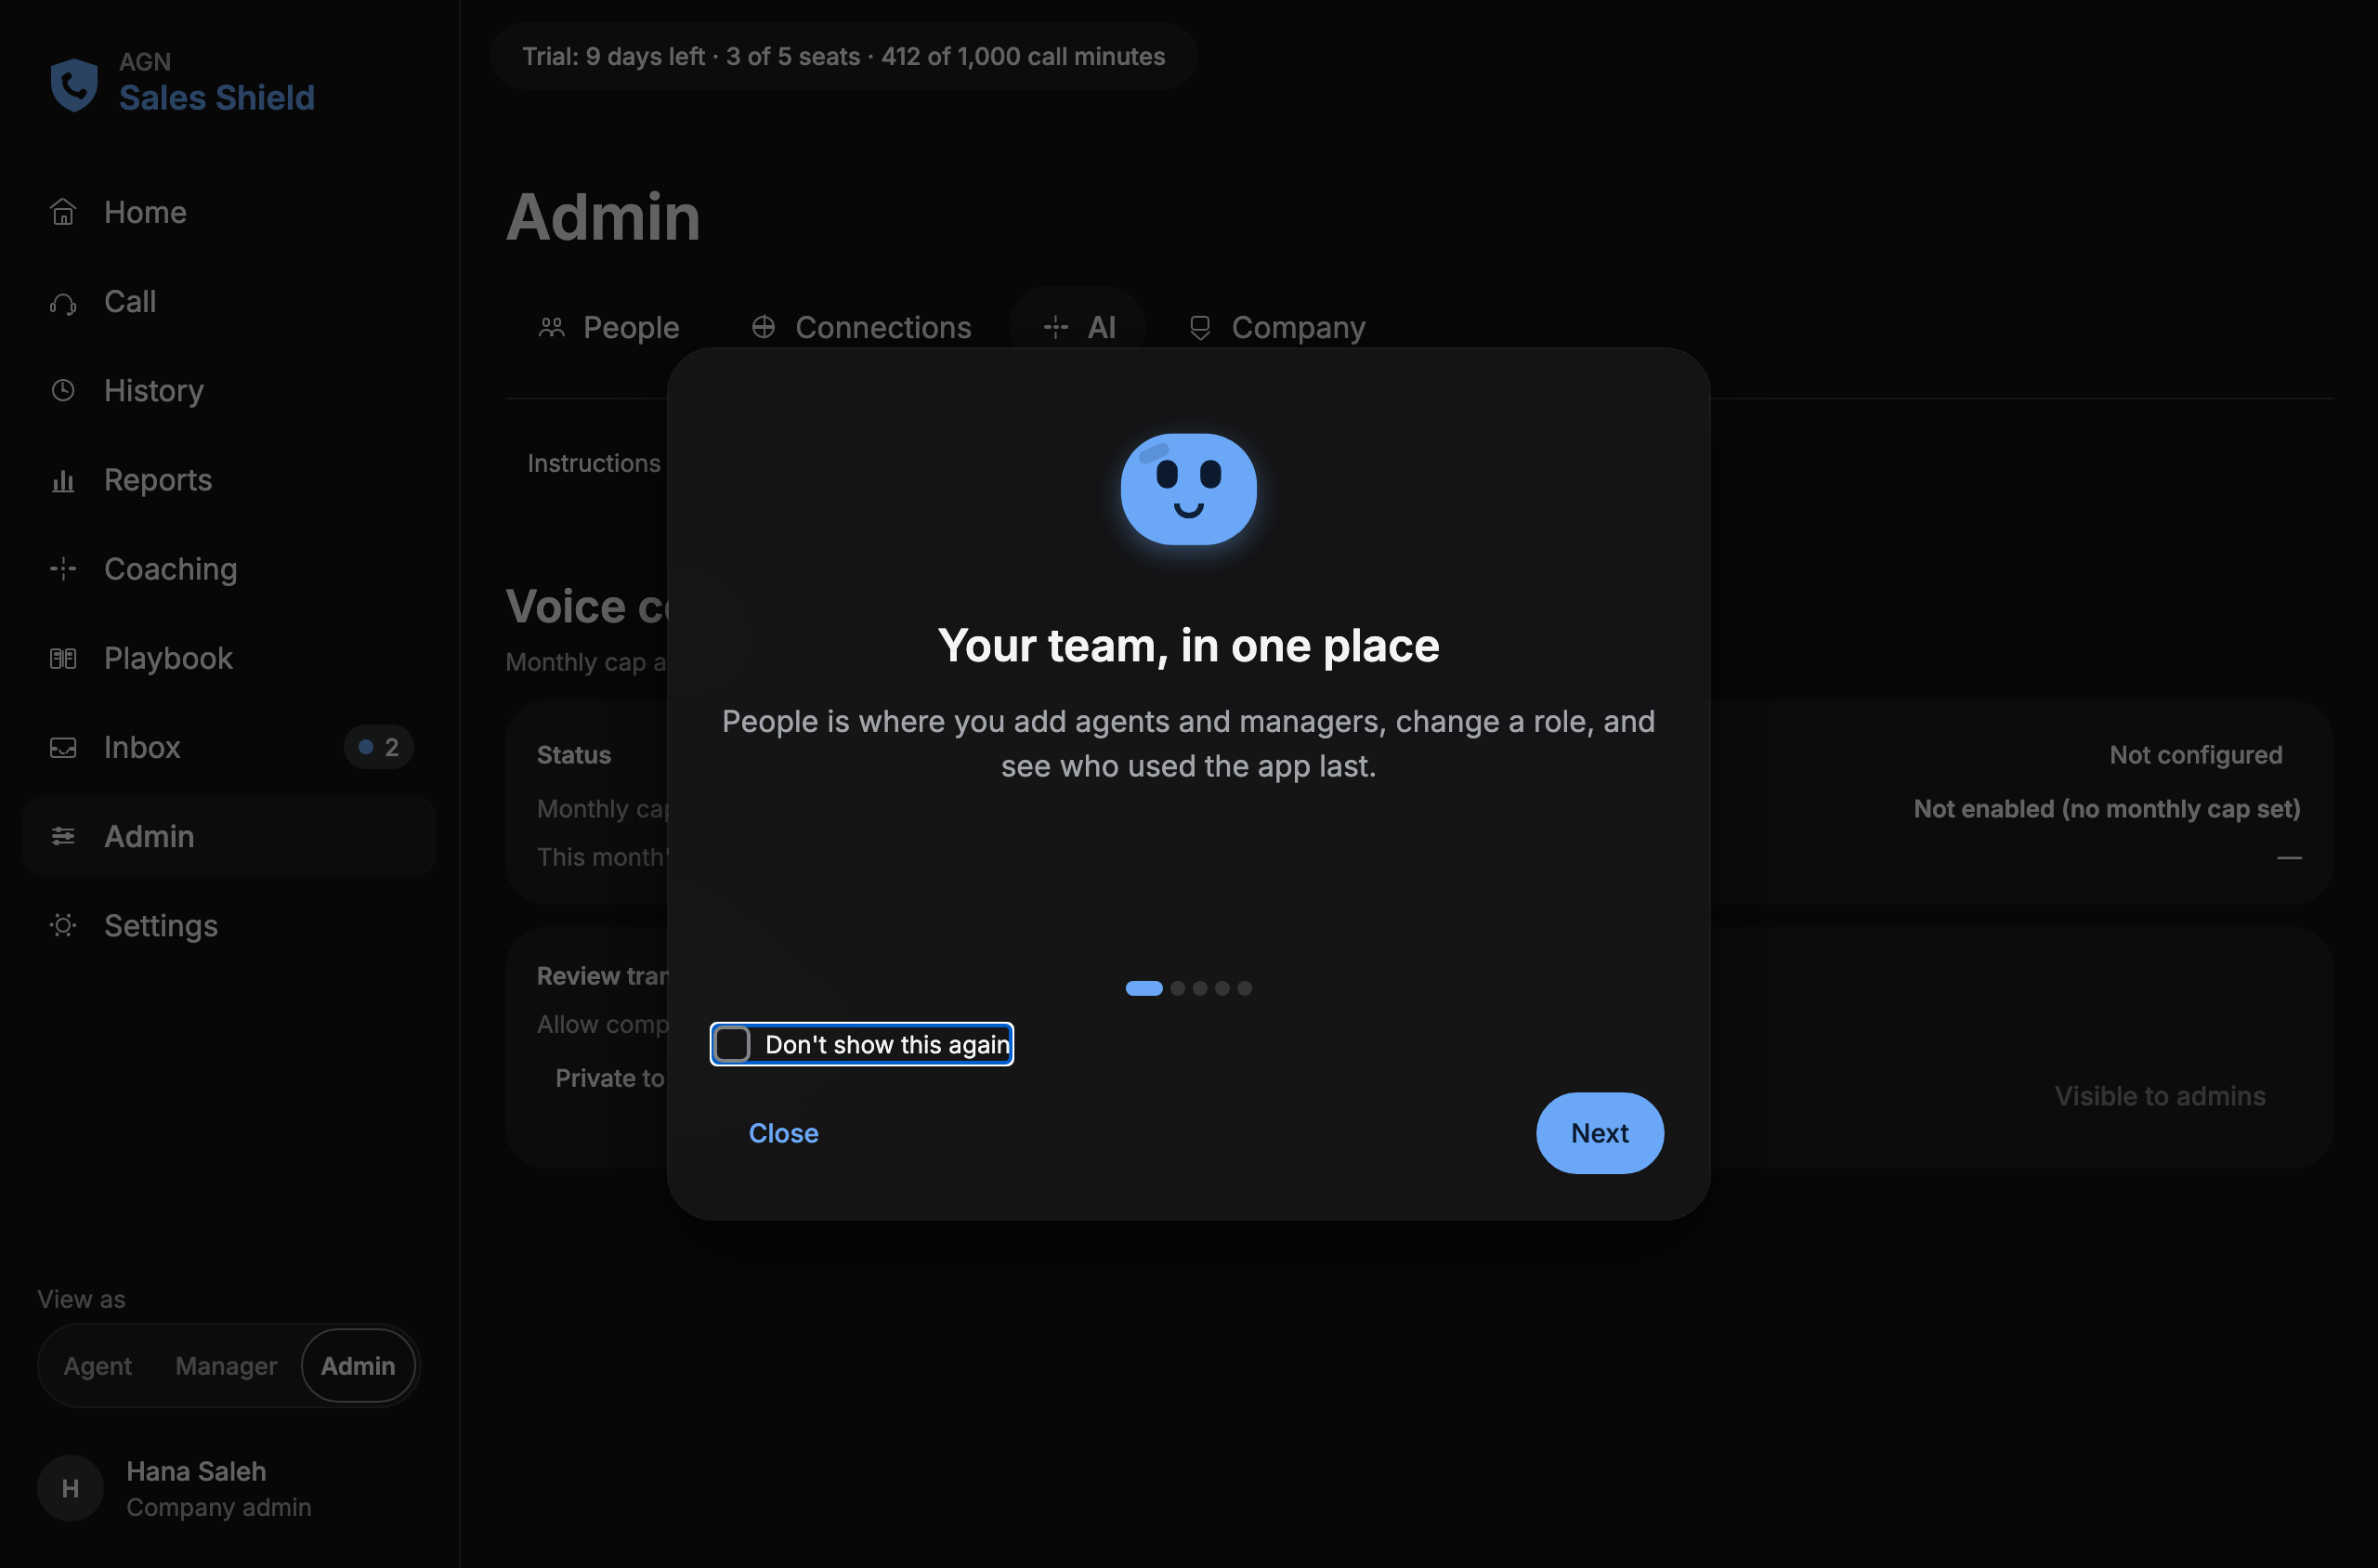 AGN
Sales Shield
Trial: 9 days left · 3 of 5 seats · 412 of 1,000 call minutes
Home
Call
History
Reports
Coaching
Playbook
Inbox
2
Admin
Settings
View as
Agent
Manager
Admin
H
Hana Saleh
Company admin
Admin
People
Connections
AI
Company
Instructions
Voice
Monthly cap
Status
Not configured
Monthly
Not enabled (no monthly cap set)
This month'
—
Review
Allow
Private to
Visible to admins
Your team, in one place
People is where you add agents and managers, change a role, and
see who used the app last.
Don't show this again
Close
Next